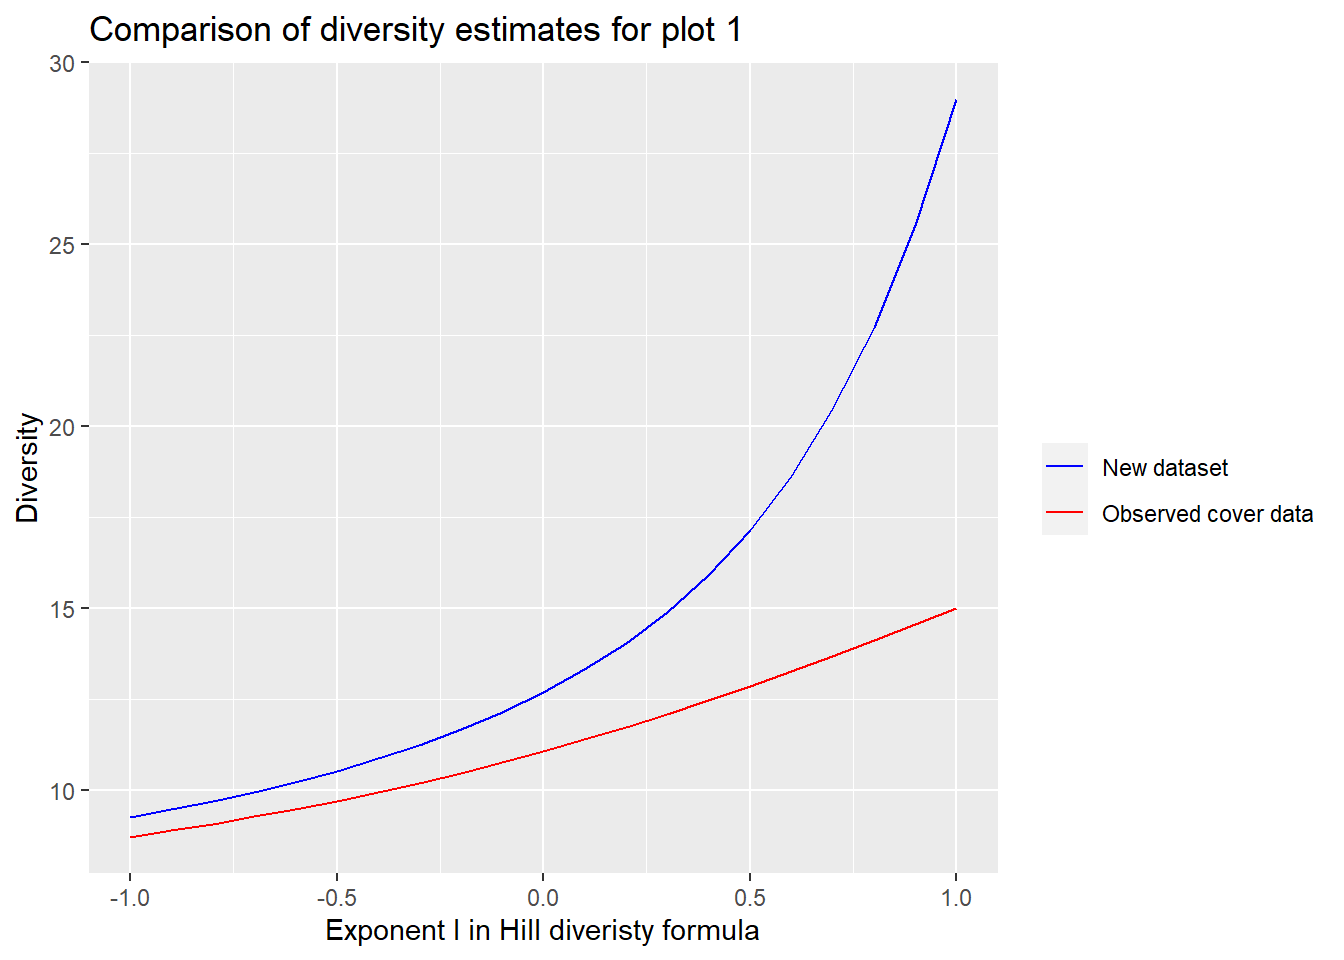 Comparison of diversity estimates for plot 1
30
25
20
15
10
Diversity
-1.0 -0.5 0.0 0.5 1.0
Exponent l in Hill diveristy formula
New dataset
Observed cover data